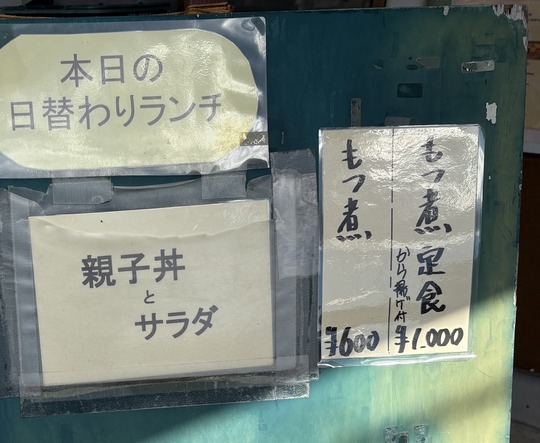 本日の
日替わりランチ
親子丼
と
サラダ
もつ煮定食
から揚げ付
¥1,000
もつ煮
¥600